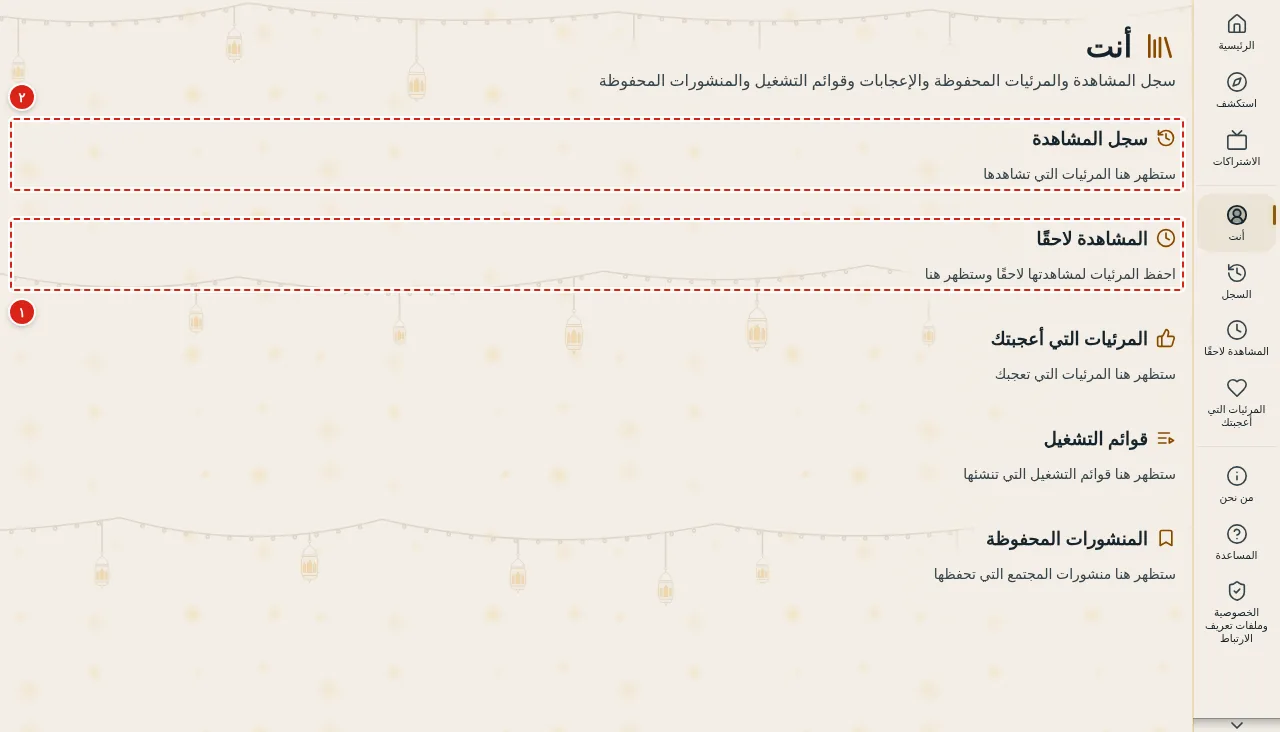 الرئيسية
استكشف
الاشتراكات
أنت
السجل
المشاهدة لاحقًا
المرئيات التي
أعجبتك
من نحن
المساعدة
الخصوصية
وملفات تعريف
الارتباط
أنت
سجل المشاهدة والمرئيات المحفوظة والإعجابات وقوائم التشغيل والمنشورات المحفوظة
٢
سجل المشاهدة
ستظهر هنا المرئيات التي تشاهدها
المشاهدة لاحقًا
احفظ المرئيات لمشاهدتها لاحقًا وستظهر هنا
١
المرئيات التي أعجبتك
ستظهر هنا المرئيات التي تعجبك
قوائم التشغيل
ستظهر هنا قوائم التشغيل التي تنشئها
المنشورات المحفوظة
ستظهر هنا منشورات المجتمع التي تحفظها